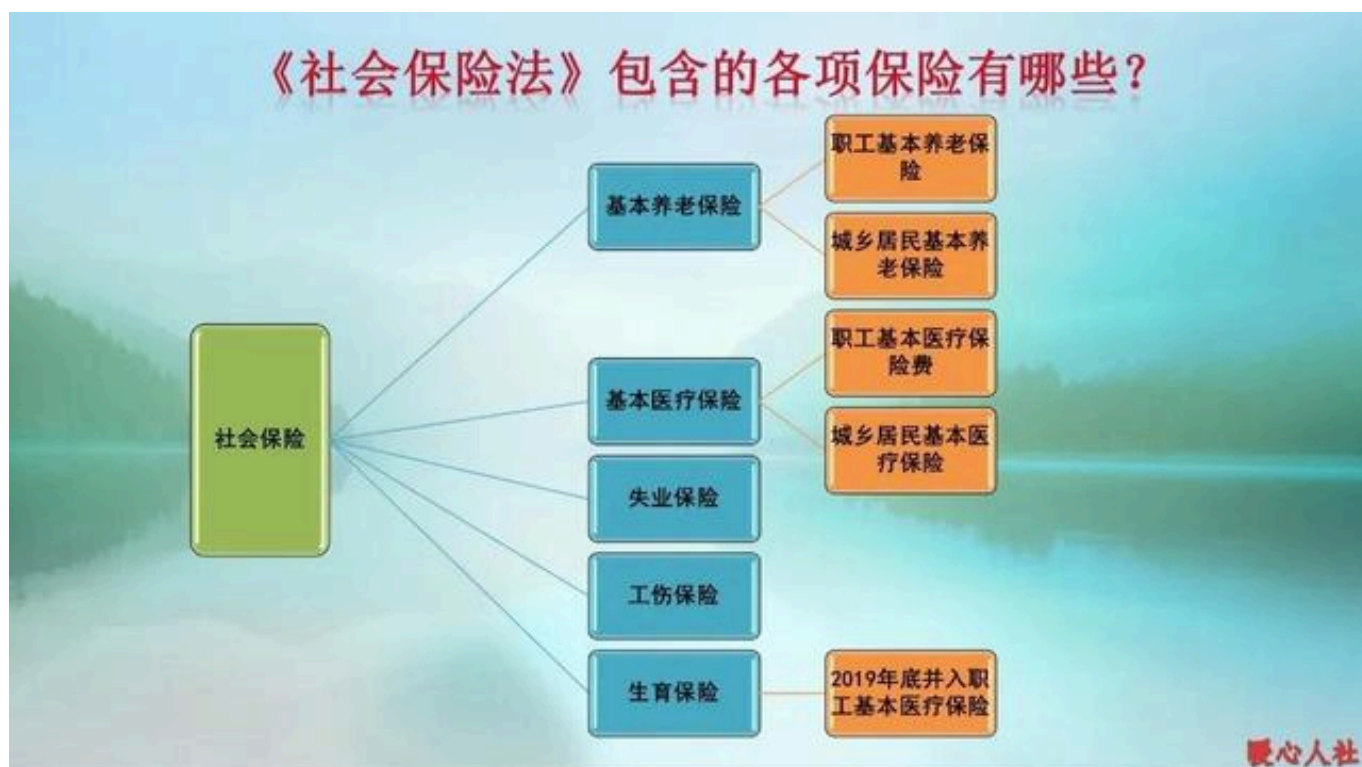 《社会保险法》包含的各项保险有哪些?
职工基本养老保
险
基本养老保险
城乡居民基本养
老保险
职工基本医疗保
险费
社会保险
基本医疗保险
城乡居民基本医
疗保险
失业保险
工伤保险
生育保险
2019年底并入职
工基本医疗保险
暖心人社